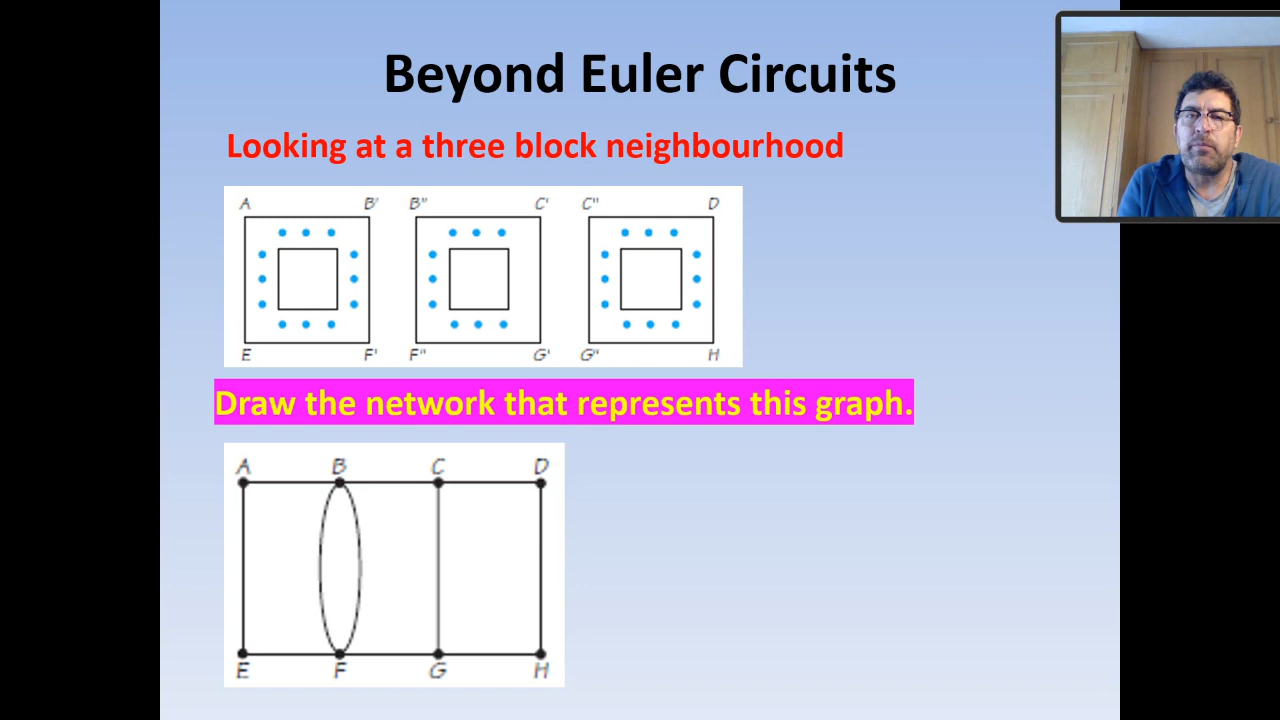 Beyond Euler Circuits
Looking at a three block neighbourhood
A B' B" C' C" D
E F' F" G' G" H
Draw the network that represents this graph.
A B C D
E F G H